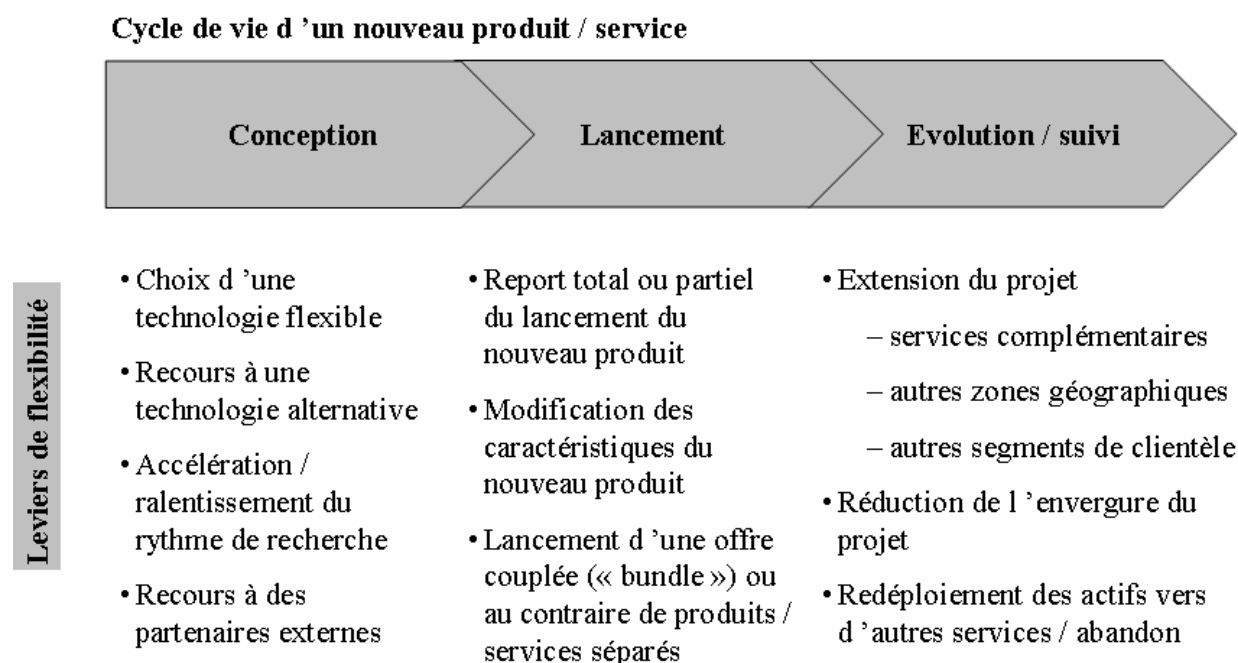 Cycle de vie d ’un nouveau produit / service
Conception
Lancement
Evolution / suivi
Leviers de flexibilité
• Choix d ’une
technologie flexible
• Recours à une
technologie alternative
• Accélération /
ralentissement du
rythme de recherche
• Recours à des
partenaires externes
• Report total ou partiel
du lancement du
nouveau produit
• Modification des
caractéristiques du
nouveau produit
• Lancement d ’une offre
couplée (« bundle ») ou
au contraire de produits /
services séparés
• Extension du projet
– services complémentaires
– autres zones géographiques
– autres segments de clientèle
• Réduction de l ’envergure du
projet
• Redéploiement des actifs vers
d ’autres services / abandon